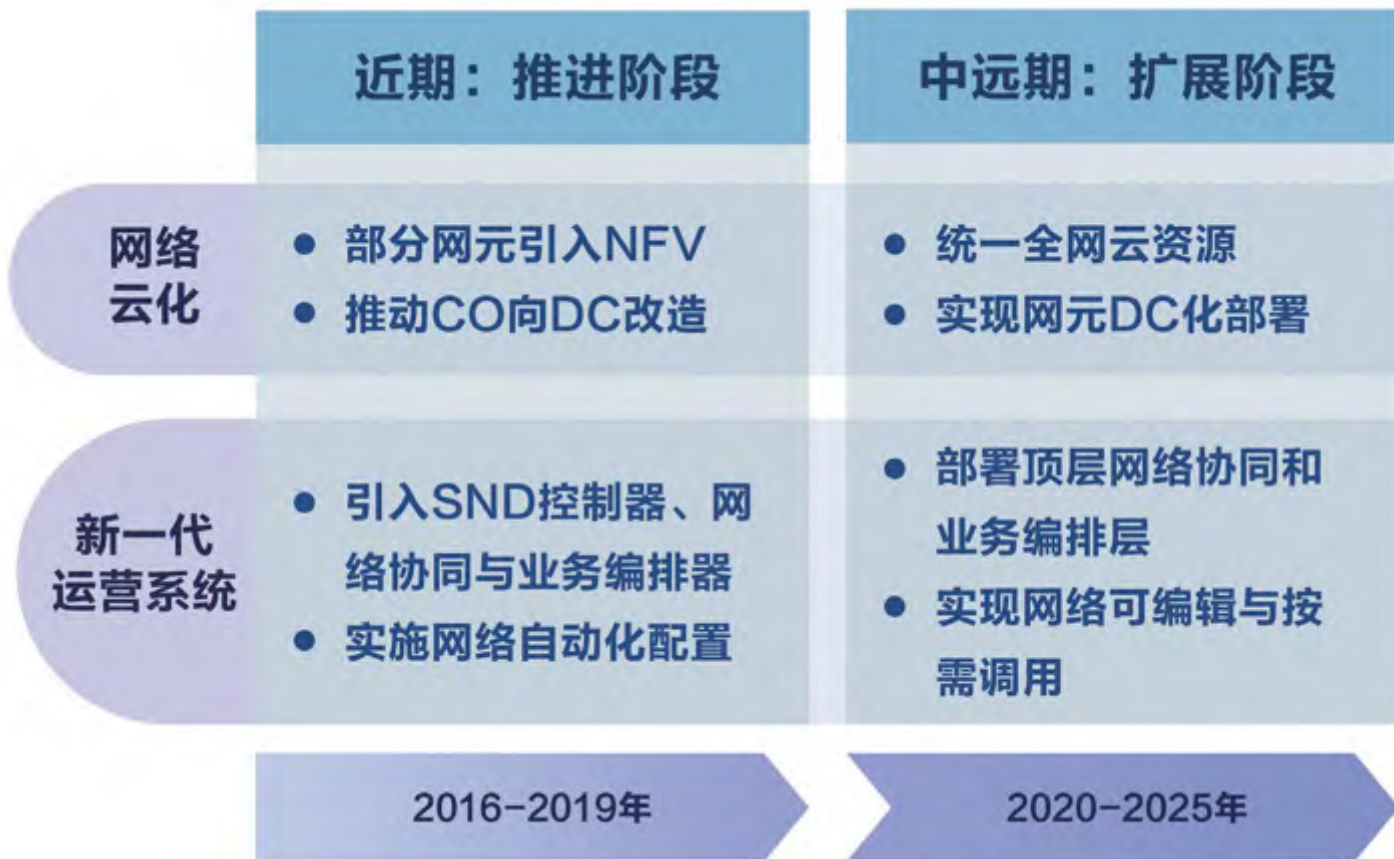 近期：推进阶段
中远期：扩展阶段
网络
云化
● 部分网元引入NFV
● 推动CO向DC改造
● 统一全网云资源
● 实现网元DC化部署
新一代
运营系统
● 引入SND控制器、网
络协同与业务编排器
● 实施网络自动化配置
● 部署顶层网络协同和
业务编排层
● 实现网络可编辑与按
需调用
2016-2019年
2020-2025年